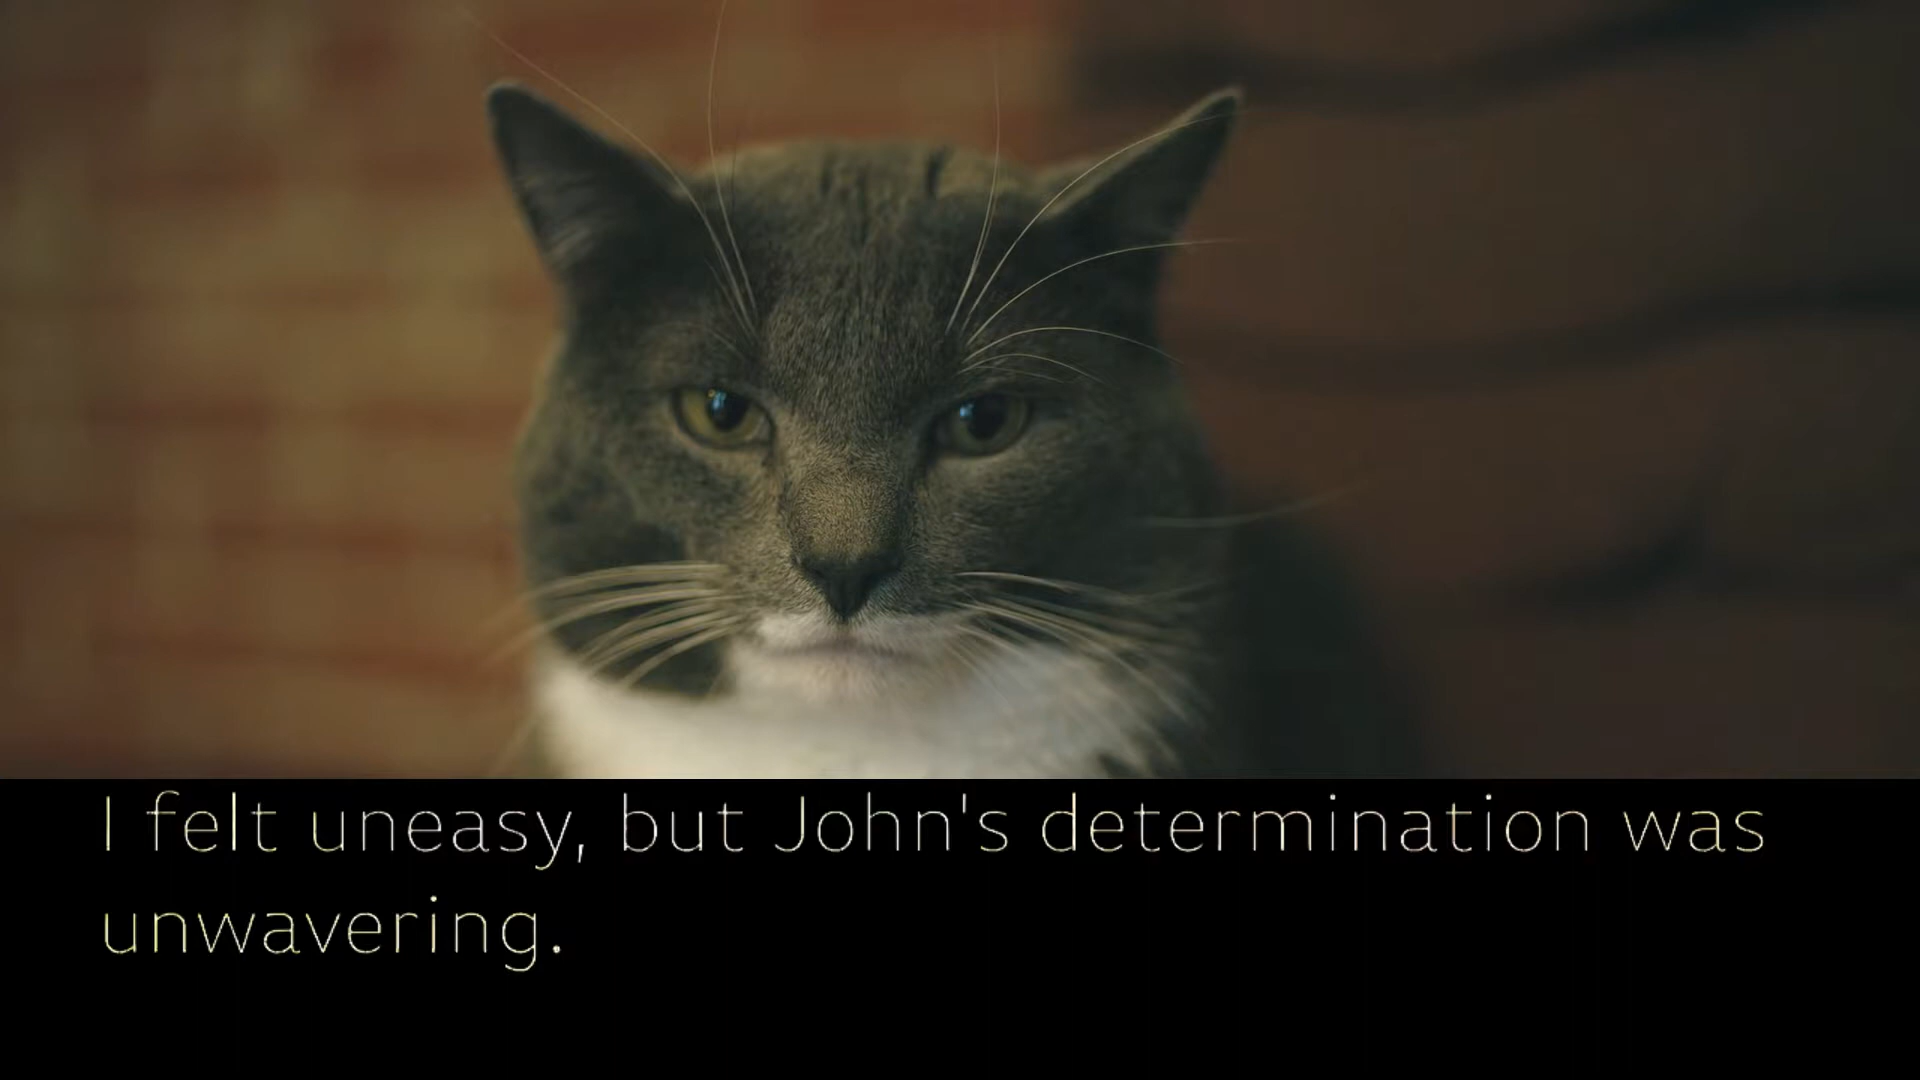 I felt uneasy, but John's determination was
unwavering.